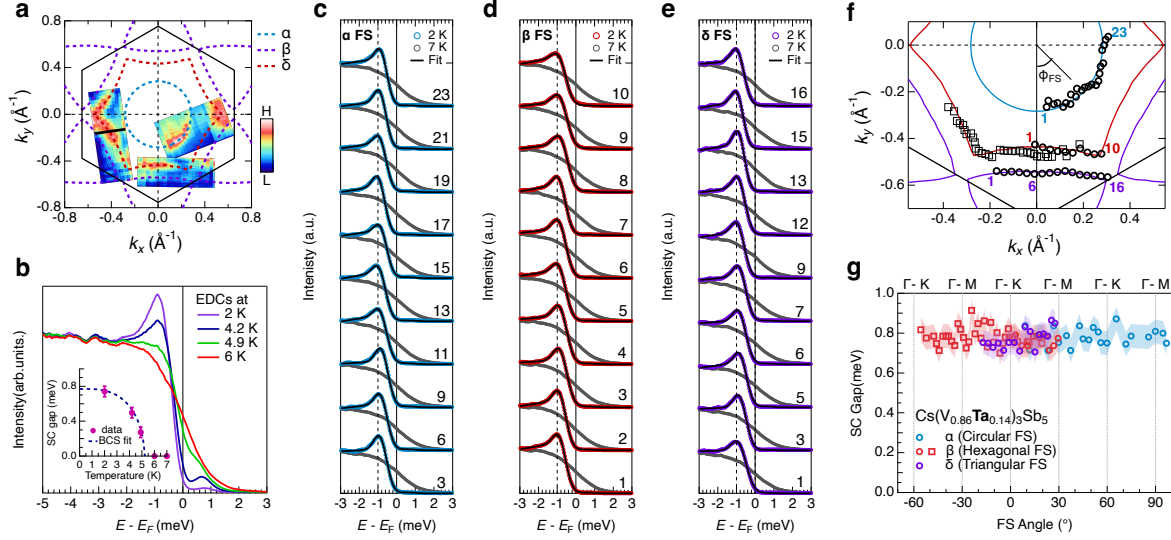 a
α
β
δ
H
L
0.8
0.4
0.0
-0.4
-0.8
-0.8
-0.4
0.0
0.4
0.8
ky (Å-1)
kx (Å-1)
b
EDCs at
2 K
4.2 K
4.9 K
6 K
Intensity(arb.units.)
SC gap (meV)
0.8
0.4
0.0
data
BCS fit
0 1 2 3 4 5 6 7
Temperature (K)
-5 -4 -3 -2 -1 0 1 2 3
E - EF (meV)
c
α FS
2 K
7 K
Fit
23
21
19
17
15
13
11
9
6
3
Intenisty (a.u.)
-3 -2 -1 0 1 2 3
E - EF (meV)
d
β FS
2 K
7 K
Fit
10
9
8
7
6
5
4
3
2
1
Intenisty (a.u.)
-3 -2 -1 0 1 2 3
E - EF (meV)
e
δ FS
2 K
7 K
Fit
16
15
13
12
9
7
6
5
3
1
Intenisty (a.u.)
-3 -2 -1 0 1 2 3
E - EF (meV)
f
23
ΦFS
1
1
10
1
6
16
0.0
-0.2
-0.4
-0.6
ky (Å-1)
-0.4 -0.2 0.0 0.2 0.4
kx (Å-1)
g
Γ- K Γ- M Γ- K Γ- M Γ- K Γ- M
1.0
0.8
0.6
0.4
0.2
0.0
SC Gap(meV)
Cs(V0.86Ta0.14)3Sb5
α (Circular FS)
β (Hexagonal FS)
δ (Triangular FS
-60 -30 0 30 60 90
FS Angle (°)